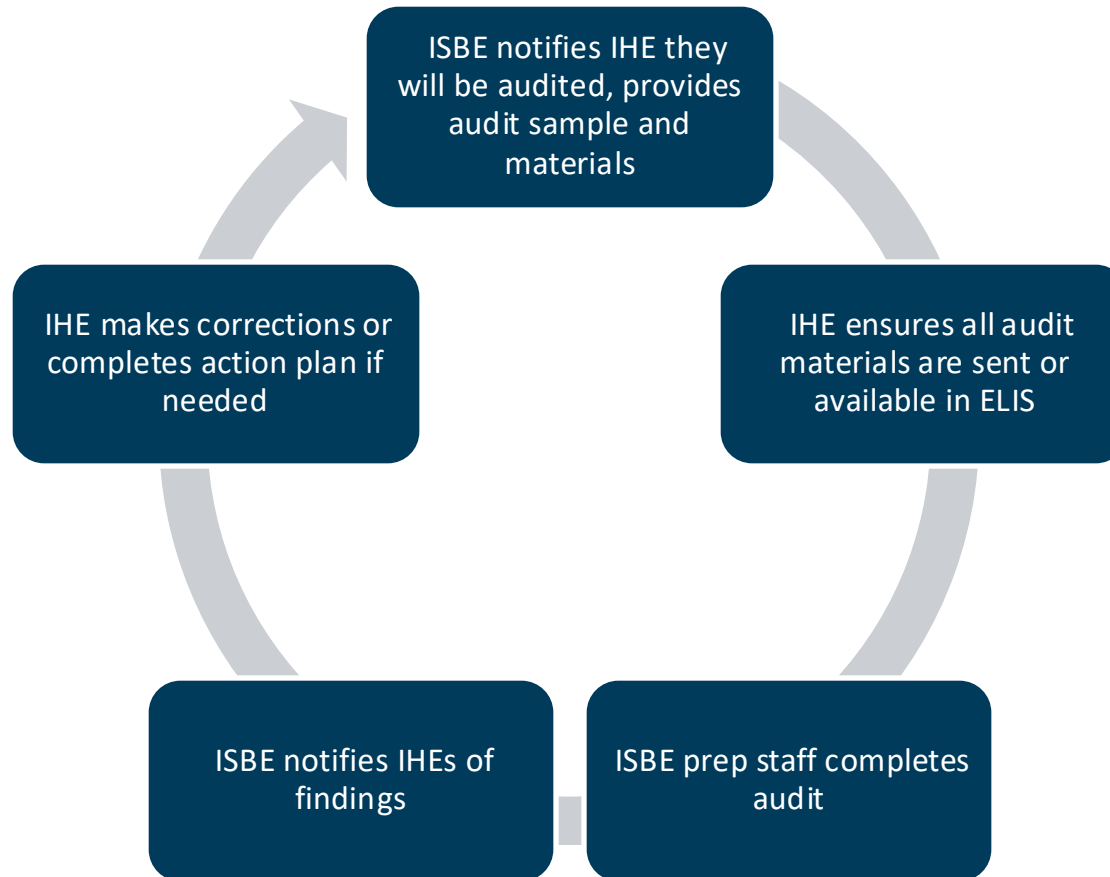 ISBE notifies IHE they
will be audited, provides
audit sample and
materials
IHE ensures all audit
materials are sent or
available in ELIS
ISBE prep staff completes
audit
ISBE notifies IHEs of
findings
IHE makes corrections or
completes action plan if
needed